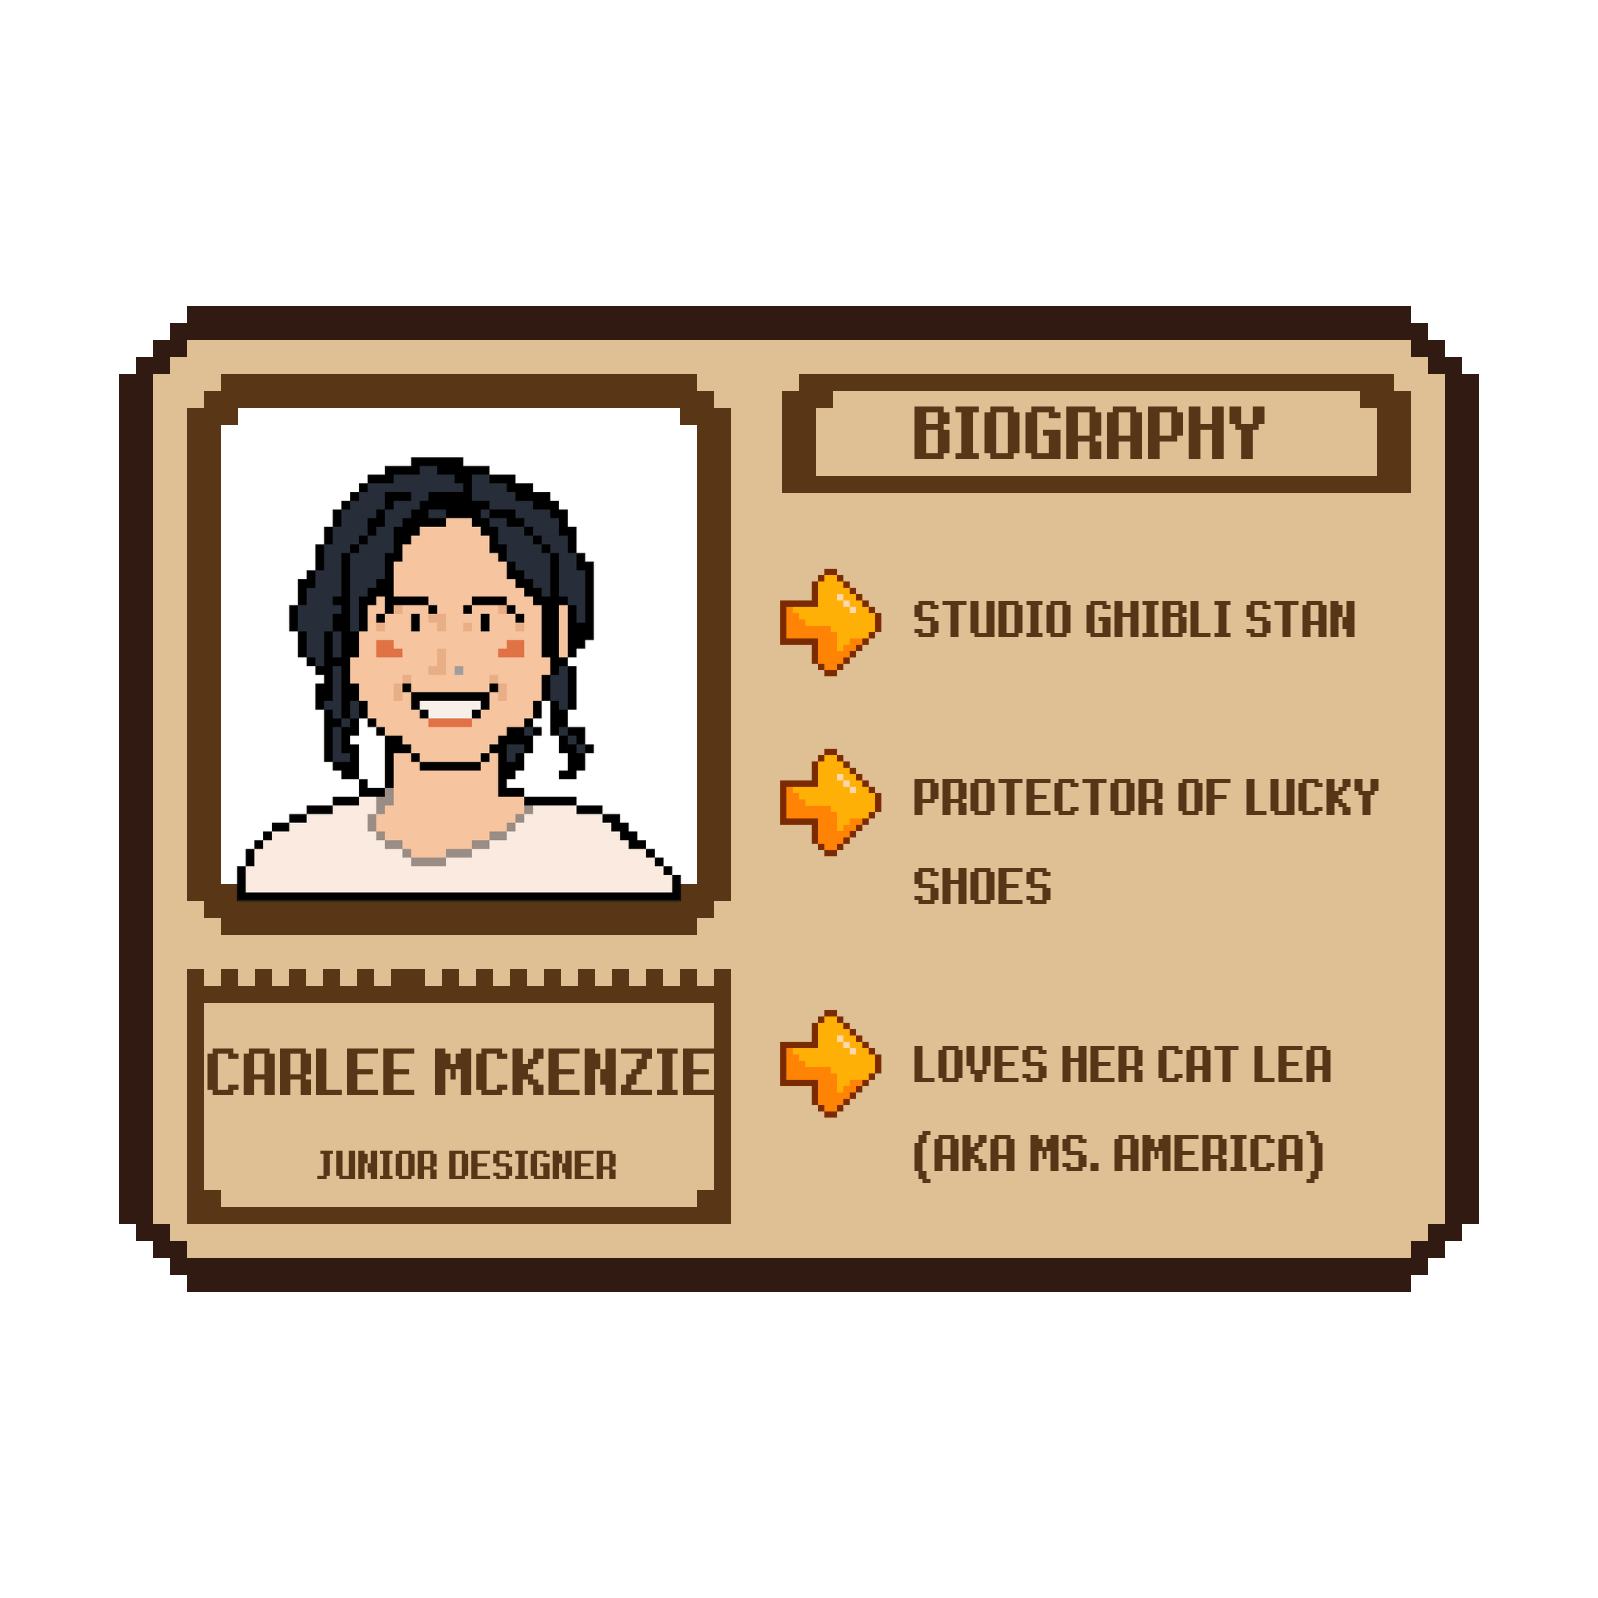 BIOGRAPHY
STUDIO GHIBLI STAN
PROTECTOR OF LUCKY
SHOES
LOVES HER CAT LEA
(AKA MS. AMERICA)
CARLEE MCKENZIE
JUNIOR DESIGNER